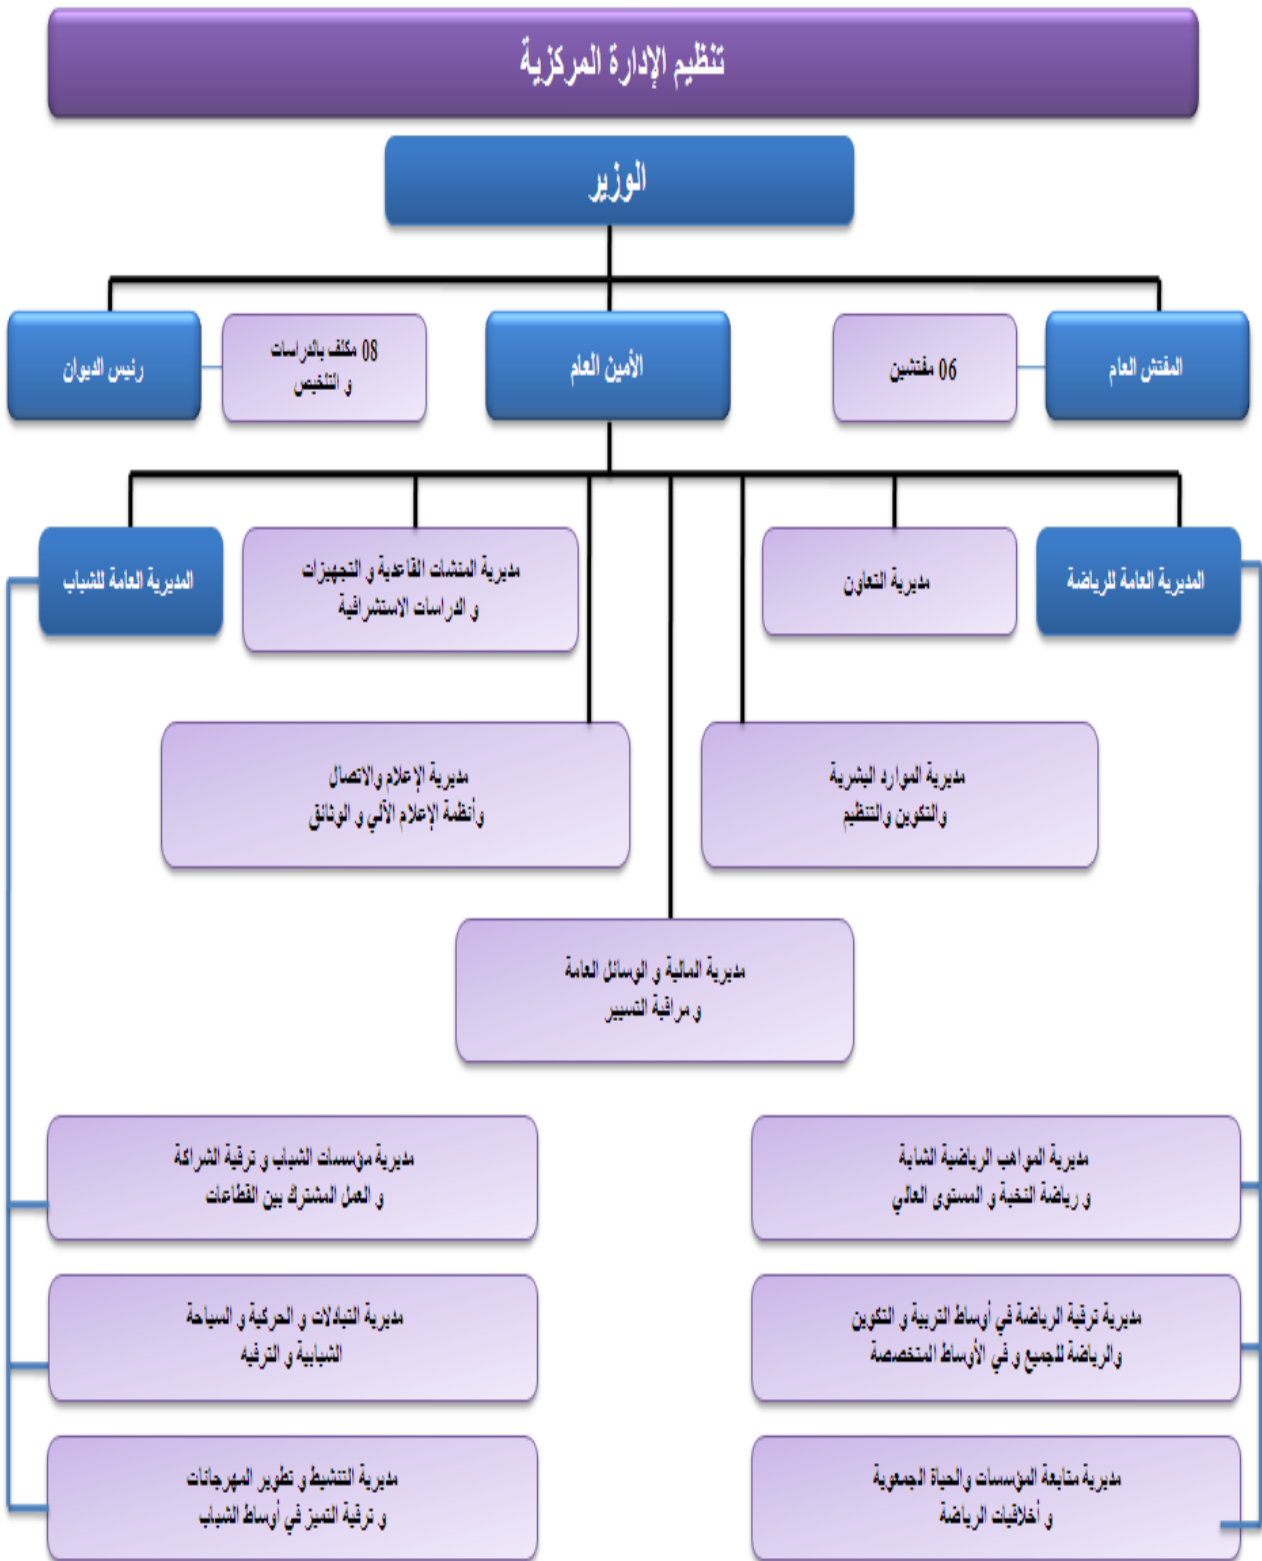 تنظيم الإدارة المركزية
الوزير
المفتش العام
06 مفتشين
الأمين العام
08 مكلف بالدراسات
و التلخيص
رئيس الديوان
المديرية العامة للرياضة
مديرية التعاون
مديرية المنشات القاعدية و التجهيزات
و الدراسات الاستشرافية
المديرية العامة للشباب
مديرية الموارد البشرية
والتكوين والتنظيم
مديرية الإعلام والاتصال
وأنظمة الإعلام الآلي و الوثائق
مديرية المالية و الوسائل العامة
و مراقبة التسيير
مديرية المواهب الرياضية الشابة
و رياضة النخبة و المستوى العالي
مديرية مؤسسات الشباب و ترقية الشراكة
و العمل المشترك بين القطاعات
مديرية ترقية الرياضة في أوساط التربية و التكوين
والرياضة للجميع و في الأوساط المتخصصة
مديرية التبادلات و الحركية و السياحة
الشبابية و الترفيه
مديرية متابعة المؤسسات والحياة الجمعوية
و أخلاقيات الرياضة
مديرية التنشيط و تطوير المهرجانات
و ترقية التميز في أوساط الشباب